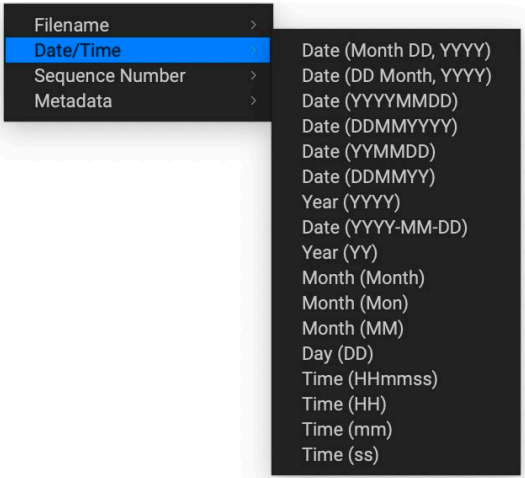 Filename
Date/Time
Sequence Number
Metadata
Date (Month DD, YYYY)
Date (DD Month, YYYY)
Date (YYYYMMDD)
Date (DDMMYYYY)
Date (YYMMDD)
Date (DDMMYY)
Year (YYYY)
Date (YYYY-MM-DD)
Year (YY)
Month (Month)
Month (Mon)
Month (MM)
Day (DD)
Time (HHmmss)
Time (HH)
Time (mm)
Time (ss)